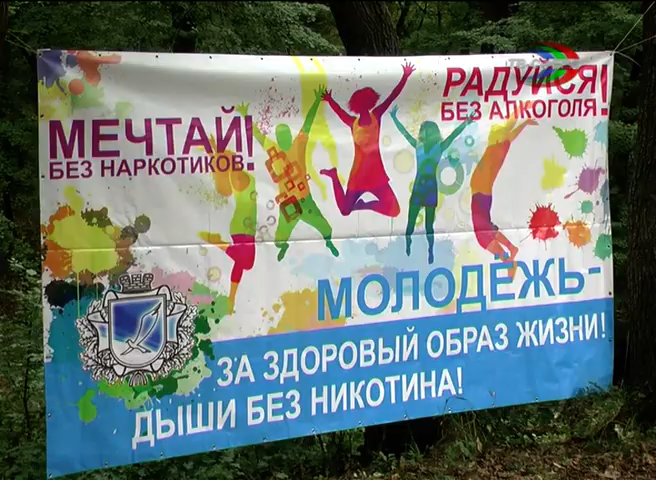 МЕЧТАЙ!
БЕЗ НАРКОТИКОВ
РАДУЙСЯ!
БЕЗ АЛКОГОЛЯ
МОЛОДЁЖЬ-
ЗА ЗДОРОВЫЙ ОБРАЗ ЖИЗНИ!
ДЫШИ БЕЗ НИКОТИНА!